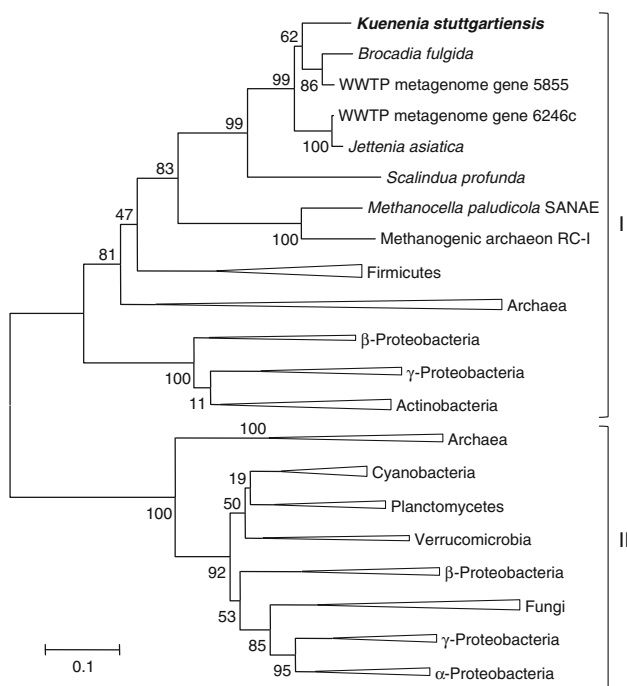 Kuenenia stuttgartiensis
62
Brocadia fulgida
99
86
WWTP metagenome gene 5855
WWTP metagenome gene 6246c
99
100
Jettenia asiatica
83
Scalindua profunda
47
Methanocella paludicola SANAE
I
100
Methanogenic archaeon RC-I
81
Firmicutes
Archaea
β-Proteobacteria
100
γ-Proteobacteria
11
Actinobacteria
100
Archaea
19
Cyanobacteria
50
Planctomycetes
100
Verrucomicrobia
II
92
β-Proteobacteria
53
Fungi
85
γ-Proteobacteria
0.1
95
α-Proteobacteria